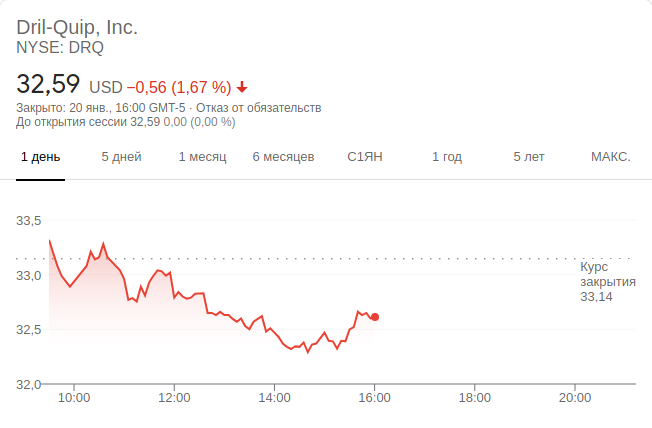 Dril-Quip, Inc.
NYSE: DRQ
32,59 USD −0,56 (1,67 %)
Закрыто: 20 янв., 16:00 GMT-5 · Отказ от обязательств
До открытия сессии 32,59 0,00 (0,00 %)
1 день 5 дней 1 месяц 6 месяцев С1ЯН 1 год 5 лет МАКС.
33,5
Курс
закрытия
33,14
33,0
32,5
32,0
10:00 12:00 14:00 16:00 18:00 20:00